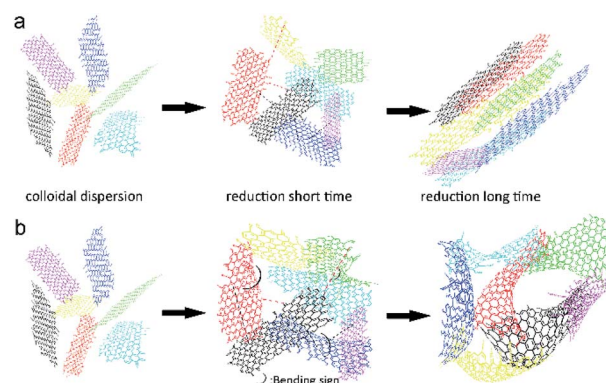 a
colloidal dispersion
reduction short time
reduction long time
b
:Bending sign